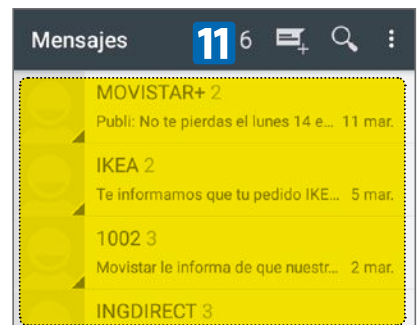 Mensajes 11 6
MOVISTAR+ 2
Publi: No te pierdas el lunes 14 e... 11 mar.
IKEA 2
Te informamos que tu pedido IKE... 5 mar.
1002 3
Movistar le informa de que nuestr... 2 mar.
INGDIRECT 3